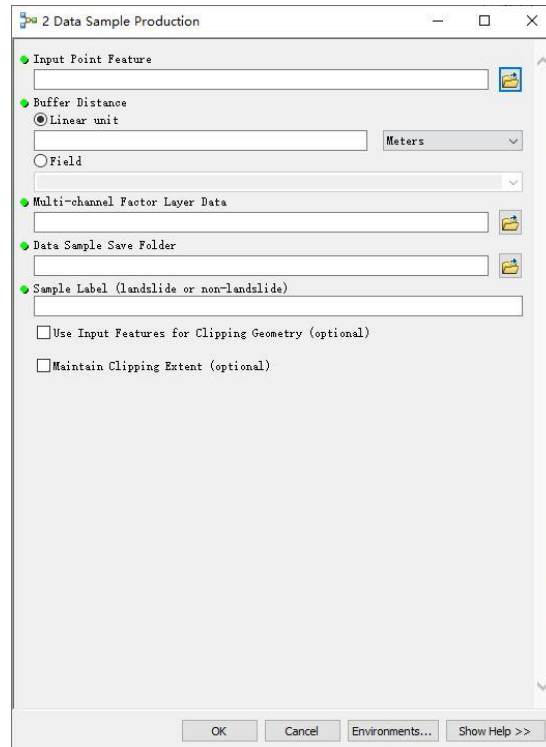 2 Data Sample Production
Input Point Feature
Buffer Distance
Linear unit
Meters
Field
Multi-channel Factor Layer Data
Data Sample Save Folder
Sample Label (landslide or non-landslide)
Use Input Features for Clipping Geometry (optional)
Maintain Clipping Extent (optional)
OK Cancel Environments... Show Help >>